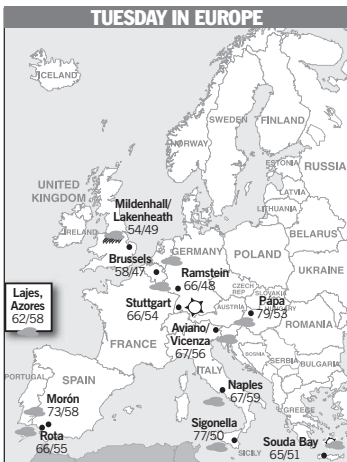 TUESDAY IN EUROPE
ICELAND
SWEDEN
FINLAND
NORWAY
ESTONIA
RUSSIA
LATVIA
LITHUANIA
UNITED
KINGDOM
Mildenhall/
Lakenheath
54/49
IRELAND
BELARUS
POLAND
GERMANY
Brussels
58/47
Ramstein
66/48
UKRAINE
CZECH
REP
SLOVAKIA
Lajes,
Azores
62/58
Stuttgart
66/54
AUSTRIA
HUNGARY
Pápa
79/53
FRANCE
Aviano/
Vicenza
67/56
ROMANIA
BOSNIA
SERBIA
BULGARIA
ITALY
PORTUGAL
SPAIN
Morón
73/58
Rota
66/55
Naples
67/59
Sigonella
77/50
SICILY
GREECE
Souda Bay
65/51